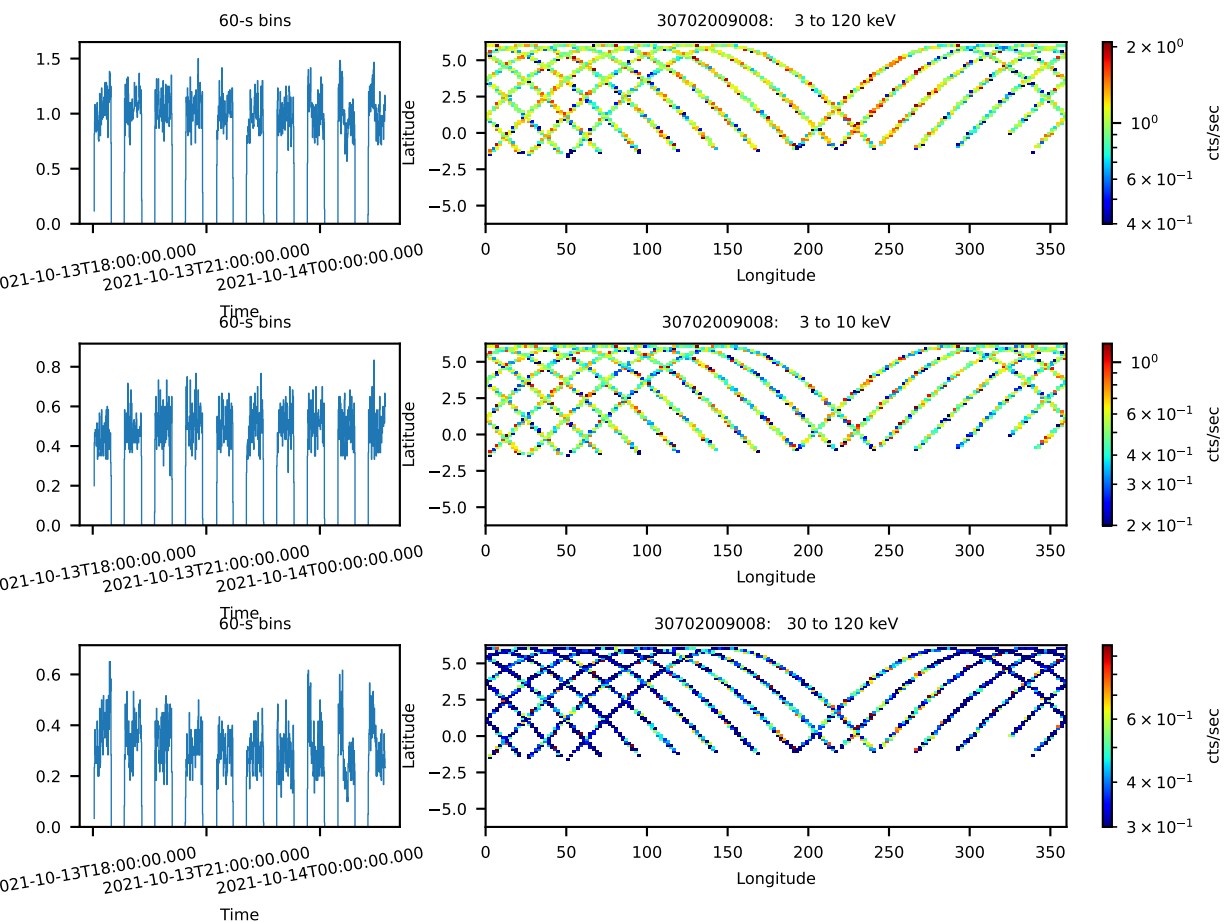 60-s bins
30702009008:    3 to 120 keV
1.5
1.0
0.5
0.0
Latitude
5.0
2.5
0.0
−2.5
−5.0
2 × 10⁰
10⁰
6 × 10⁻¹
4 × 10⁻¹
cts/sec
0 50 100 150 200 250 300 350
Longitude
021-10-13T18:00:00.000
2021-10-13T21:00:00.000
2021-10-14T00:00:00.000
Time
60-s bins
30702009008:    3 to 10 keV
0.8
0.6
0.4
0.2
0.0
Latitude
5.0
2.5
0.0
−2.5
−5.0
10⁰
6 × 10⁻¹
4 × 10⁻¹
3 × 10⁻¹
2 × 10⁻¹
cts/sec
0 50 100 150 200 250 300 350
Longitude
021-10-13T18:00:00.000
2021-10-13T21:00:00.000
2021-10-14T00:00:00.000
Time
60-s bins
30702009008:   30 to 120 keV
0.6
0.4
0.2
0.0
Latitude
5.0
2.5
0.0
−2.5
−5.0
6 × 10⁻¹
4 × 10⁻¹
3 × 10⁻¹
cts/sec
0 50 100 150 200 250 300 350
Longitude
021-10-13T18:00:00.000
2021-10-13T21:00:00.000
2021-10-14T00:00:00.000
Time